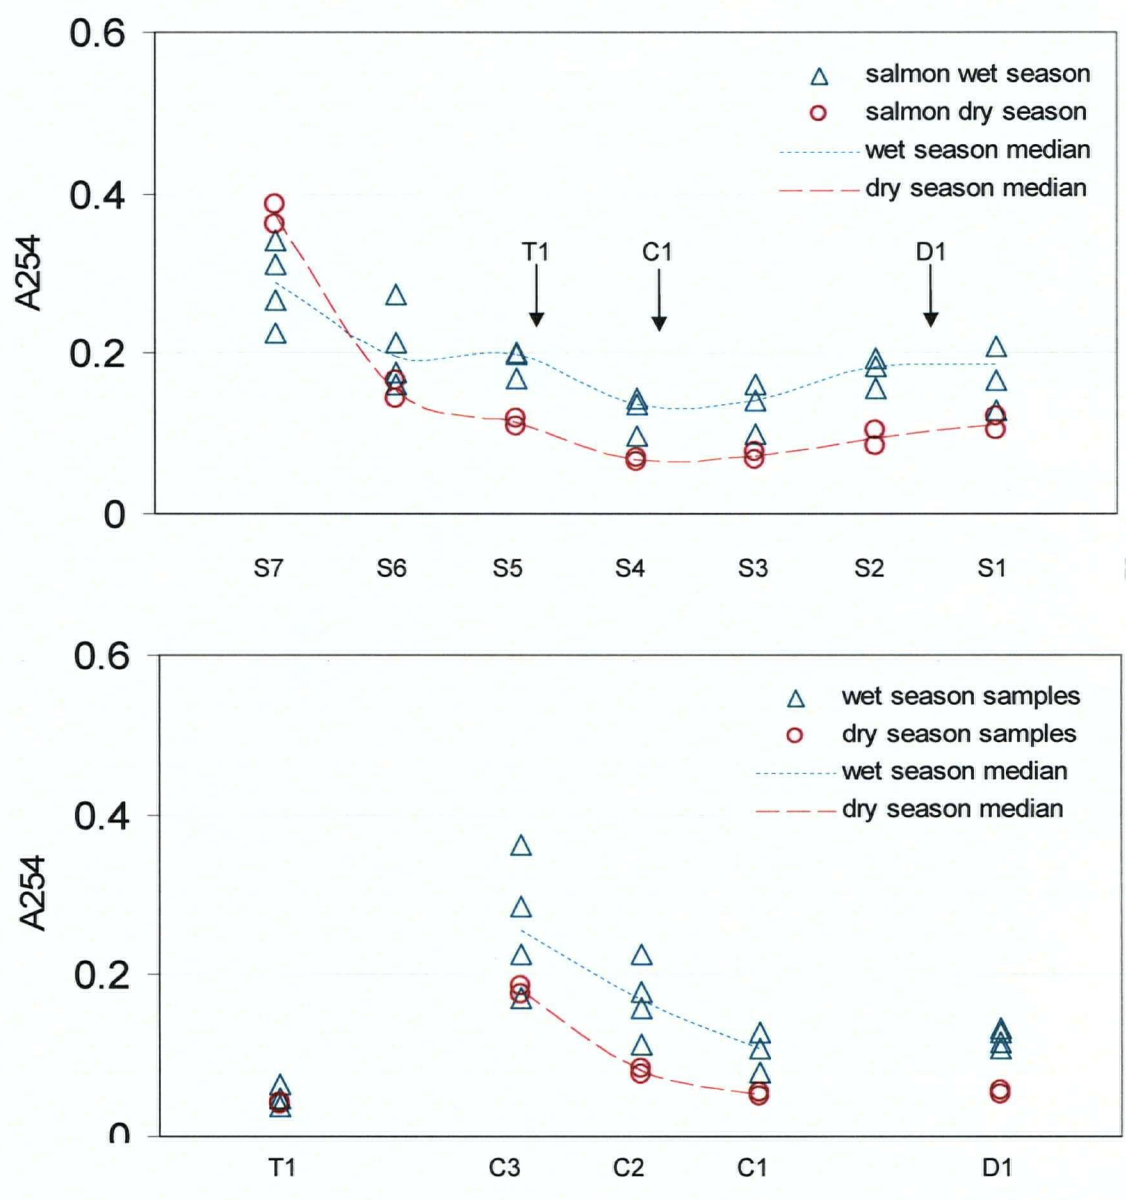 0.6
salmon wet season
salmon dry season
wet season median
dry season median
0.4
A254
T1
C1
D1
0.2
0
S7 S6 S5 S4 S3 S2 S1
0.6
wet season samples
dry season samples
wet season median
dry season median
0.4
A254
0.2
0
T1 C3 C2 C1 D1